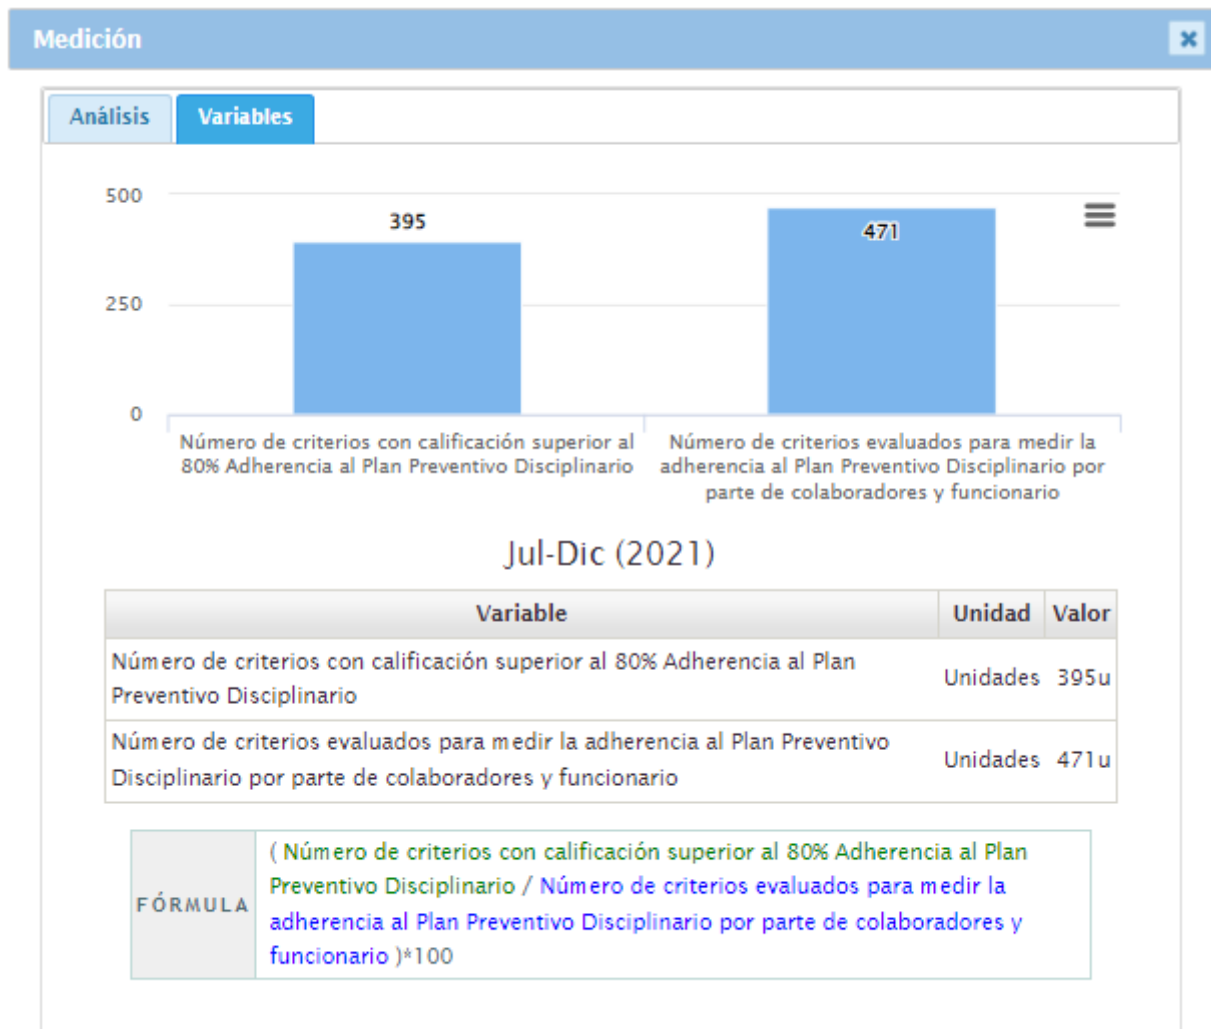 Medición
Análisis
Variables
500
395
471
250
0
Número de criterios con calificación superior al
80% Adherencia al Plan Preventivo Disciplinario
Número de criterios evaluados para medir la
adherencia al Plan Preventivo Disciplinario por
parte de colaboradores y funcionario
Jul-Dic (2021)
Variable Unidad Valor
Número de criterios con calificación superior al 80% Adherencia al Plan
Preventivo Disciplinario
Unidades 395u
Número de criterios evaluados para medir la adherencia al Plan Preventivo
Disciplinario por parte de colaboradores y funcionario
Unidades 471u
FÓRMULA
( Número de criterios con calificación superior al 80% Adherencia al Plan
Preventivo Disciplinario / Número de criterios evaluados para medir la
adherencia al Plan Preventivo Disciplinario por parte de colaboradores y
funcionario )*100